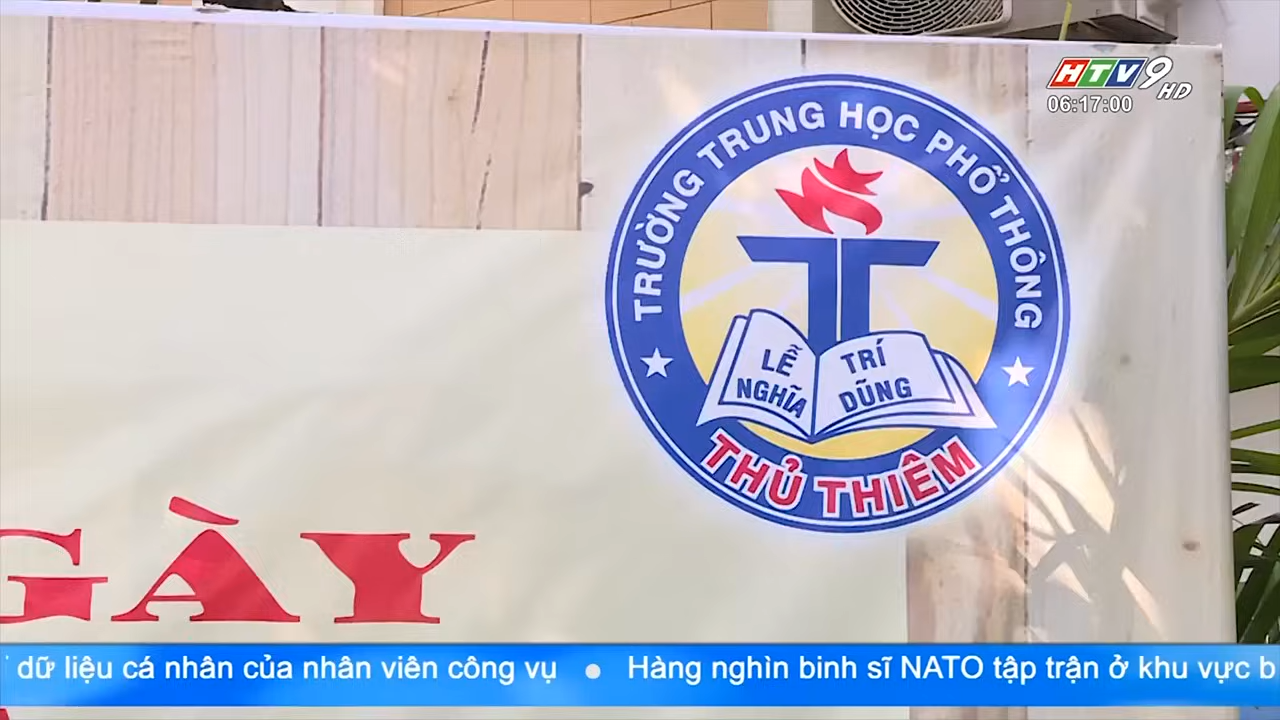 HTV9 HD
06:17:00
TRƯỜNG TRUNG HỌC PHỔ THÔNG
LỄ
NGHĨA
TRÍ
DŨNG
THỦ THIÊM
GÀY
dữ liệu cá nhân của nhân viên công vụ • Hàng nghìn binh sĩ NATO tập trận ở khu vực b